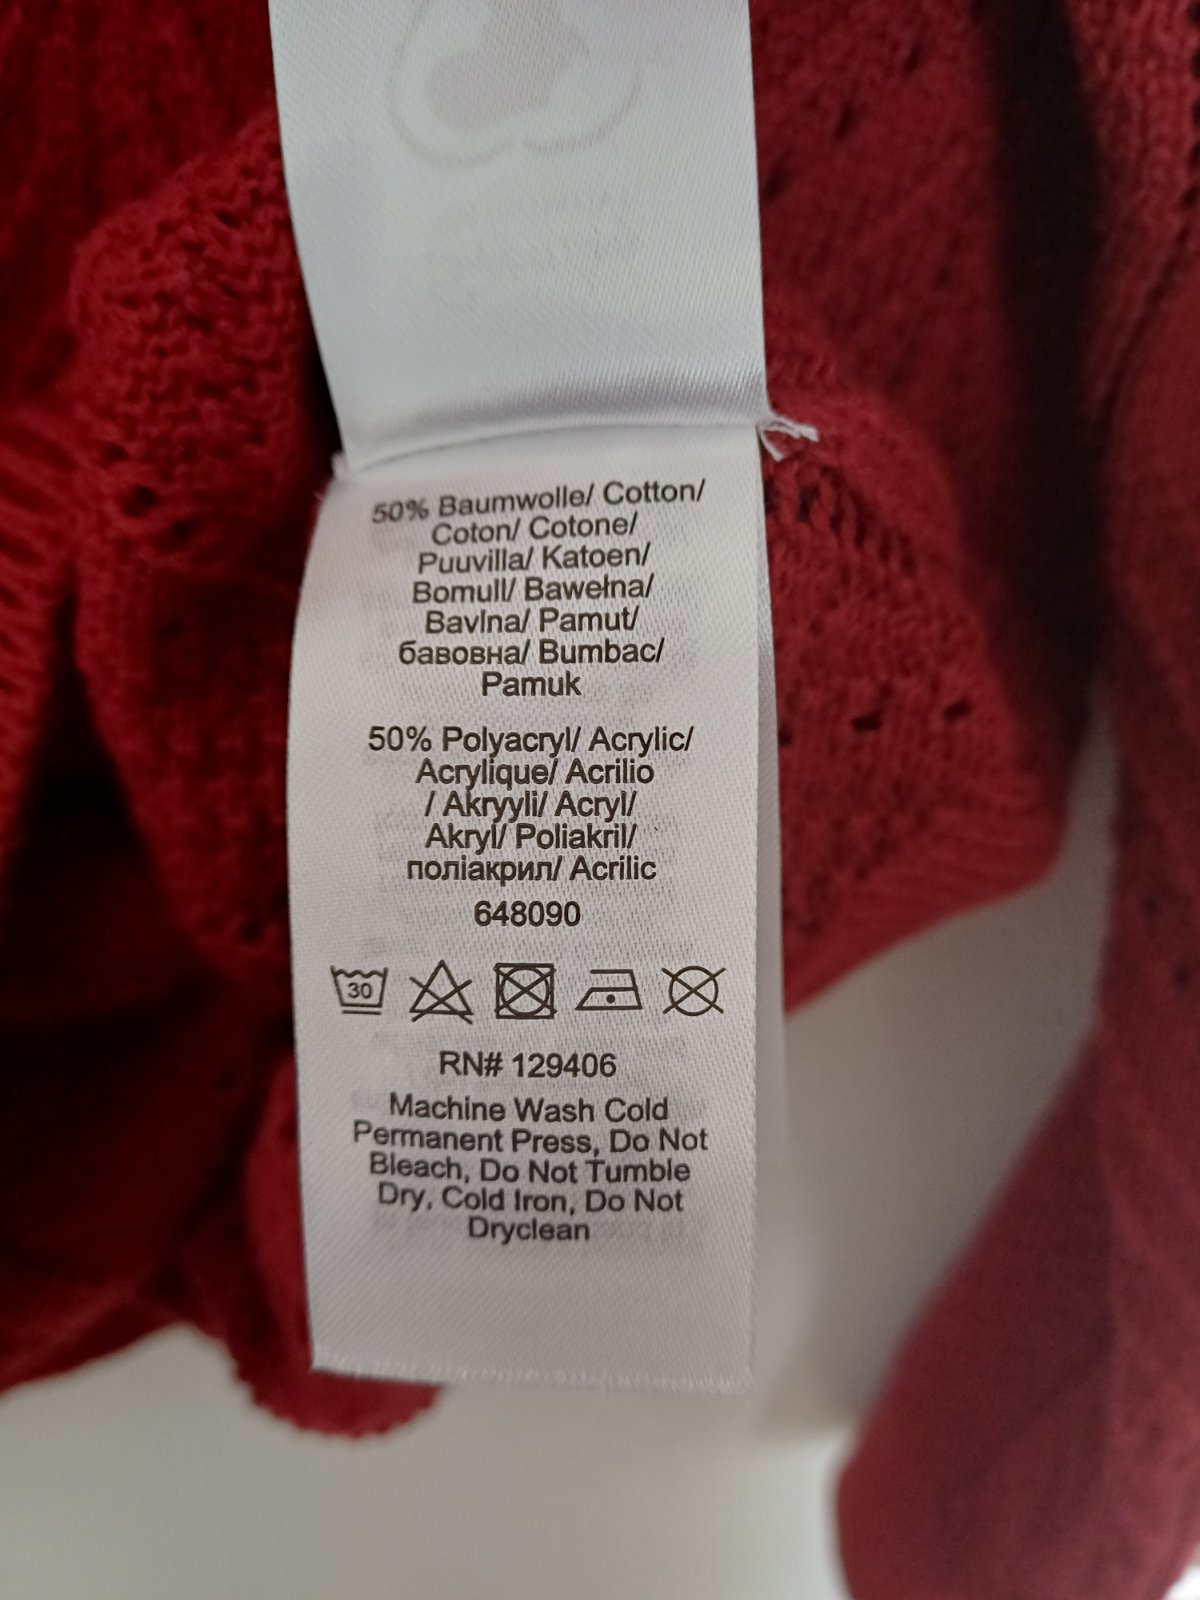 50% Baumwolle/ Cotton/
Coton/ Cotone/
Puuvilla/ Katoen/
Bomull/ Bawełna/
Bavlna/ Pamut/
бавовна/ Bumbac/
Pamuk
50% Polyacryl/ Acrylic/
Acrylique/ Acrilio
/ Akryyli/ Acryl/
Akryl/ Poliakril/
поліакрил/ Acrilic
648090
30
RN# 129406
Machine Wash Cold
Permanent Press, Do Not
Bleach, Do Not Tumble
Dry, Cold Iron, Do Not
Dryclean